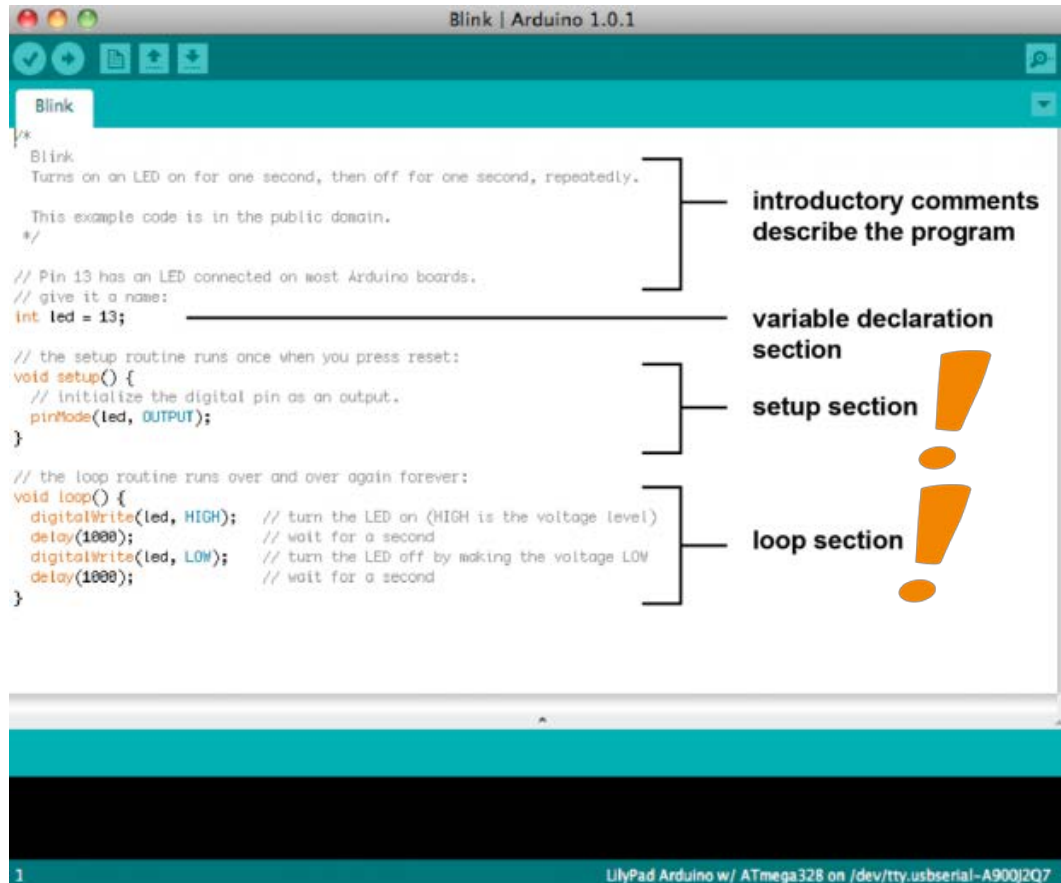 Blink | Arduino 1.0.1
Blink
/*
  Blink
  Turns on an LED on for one second, then off for one second, repeatedly.
  This example code is in the public domain.
 */
introductory comments
describe the program
// Pin 13 has an LED connected on most Arduino boards.
// give it a name:
int led = 13;
variable declaration
section
// the setup routine runs once when you press reset:
void setup() {
  // initialize the digital pin as an output.
  pinMode(led, OUTPUT);
}
setup section
!
// the loop routine runs over and over again forever:
void loop() {
  digitalWrite(led, HIGH);   // turn the LED on (HIGH is the voltage level)
  delay(1000);               // wait for a second
  digitalWrite(led, LOW);    // turn the LED off by making the voltage LOW
  delay(1000);               // wait for a second
}
loop section
!
1
LilyPad Arduino w/ ATmega328 on /dev/tty.usbserial-A900J2Q7